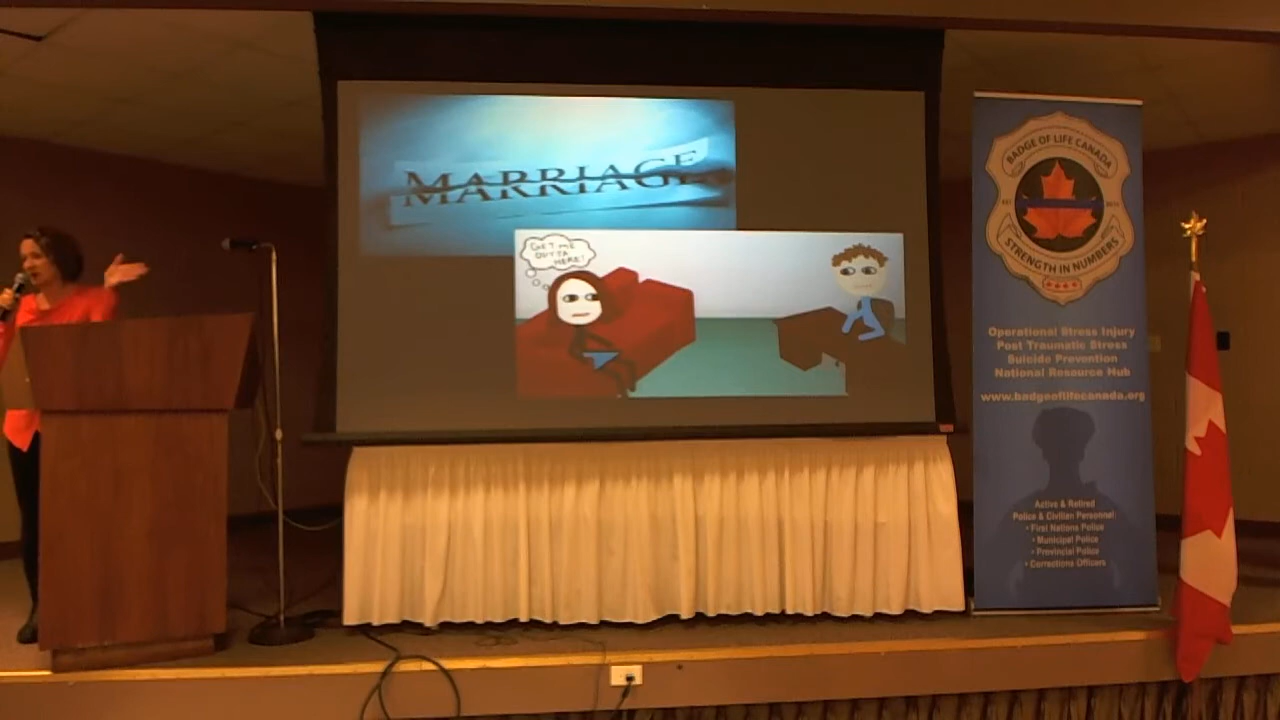 MARRIAGE
GET ME
OUTTA
HERE!
BADGE OF LIFE CANADA
STRENGTH IN NUMBERS
Operational Stress Injury
Post Traumatic Stress
Suicide Prevention
National Resource Hub
www.badgeoflifecanada.org
Active & Retired
Police & Civilian Personnel:
• First Nations Police
• Municipal Police
• Provincial Police
• Corrections Officers